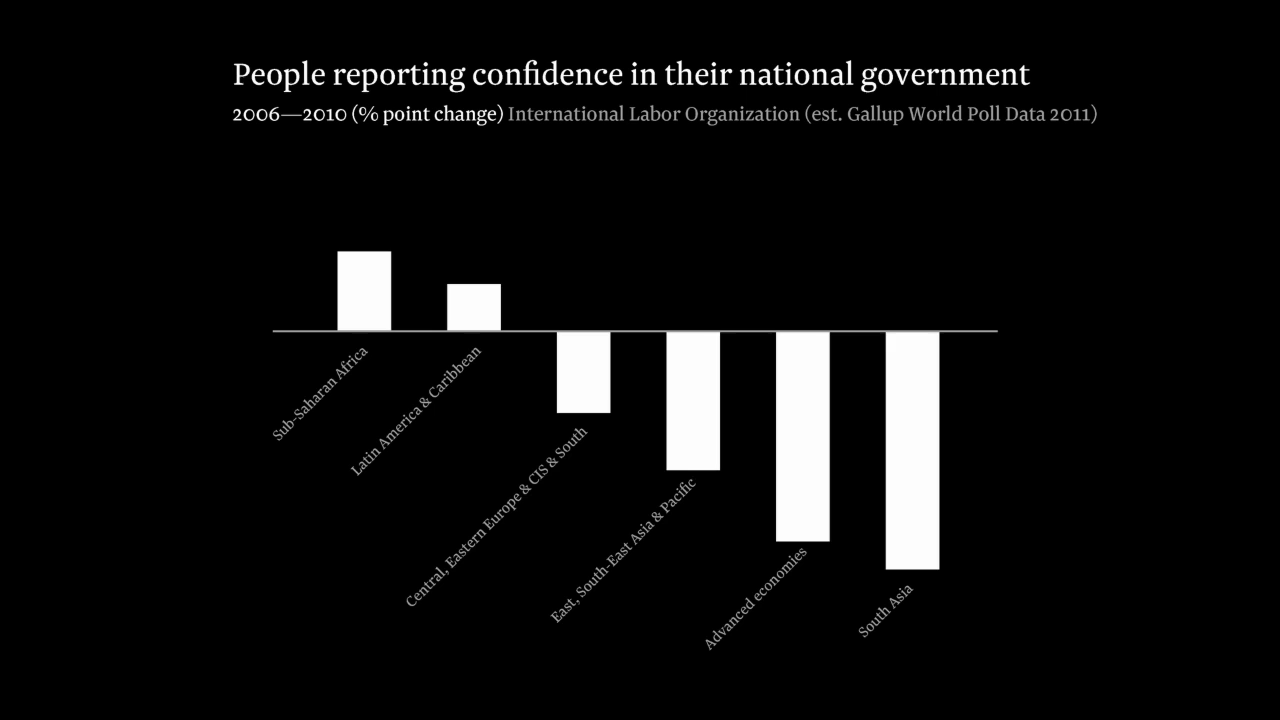 People reporting confidence in their national government
2006—2010 (% point change) International Labor Organization (est. Gallup World Poll Data 2011)
Sub-Saharan Africa
Latin America & Caribbean
Central, Eastern Europe & CIS & South
East, South-East Asia & Pacific
Advanced economies
South Asia